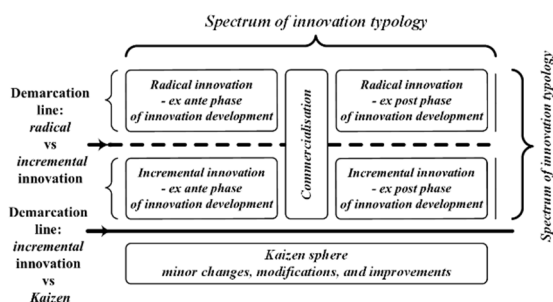 Spectrum of innovation typology
Demarcation
line:
radical
vs
incremental
innovation
Radical innovation
- ex ante phase
of innovation development
Commercialisation
Radical innovation
- ex post phase
of innovation development
Incremental innovation
- ex ante phase
of innovation development
Incremental innovation
- ex post phase
of innovation development
Spectrum of innovation typology
Demarcation
line:
incremental
innovation
vs
Kaizen
Kaizen sphere
minor changes, modifications, and improvements